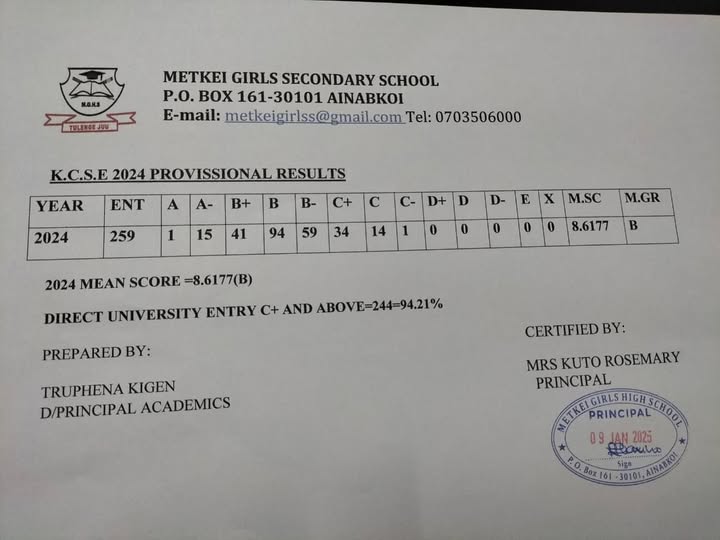 M.G.H.S
TULENGE JUU
METKEI GIRLS SECONDARY SCHOOL
P.O. BOX 161-30101 AINABKOI
E-mail: metkeigirlss@gmail.com Tel: 0703506000
K.C.S.E 2024 PROVISSIONAL RESULTS
YEAR ENT A A- B+ B B- C+ C C- D+ D D- E X M.SC M.GR
2024 259 1 15 41 94 59 34 14 1 0 0 0 0 0 8.6177 B
2024 MEAN SCORE =8.6177(B)
DIRECT UNIVERSITY ENTRY C+ AND ABOVE=244=94.21%
PREPARED BY:
TRUPHENA KIGEN
D/PRINCIPAL ACADEMICS
CERTIFIED BY:
MRS KUTO ROSEMARY
PRINCIPAL
METKEI GIRLS HIGH SCHOOL
PRINCIPAL
09 JAN 2025
Sign
P. O. Box 161 - 30101, AINABKOI